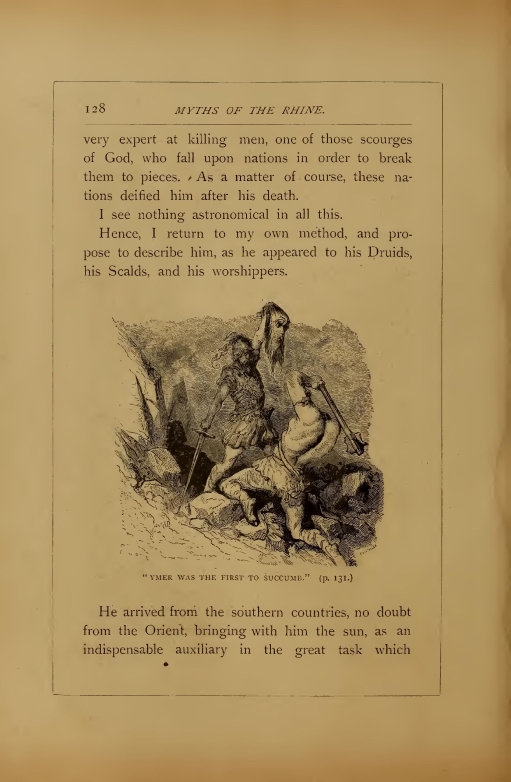 128
MYTHS OF THE RHINE.
very expert at killing men, one of those scourges
of God, who fall upon nations in order to break
them to pieces. As a matter of course, these na-
tions deified him after his death.
I see nothing astronomical in all this.
Hence, I return to my own method, and pro-
pose to describe him, as he appeared to his Druids,
his Scalds, and his worshippers.
"YMER WAS THE FIRST TO SUCCUMB." (p. 131.)
He arrived from the southern countries, no doubt
from the Orient, bringing with him the sun, as an
indispensable auxiliary in the great task which